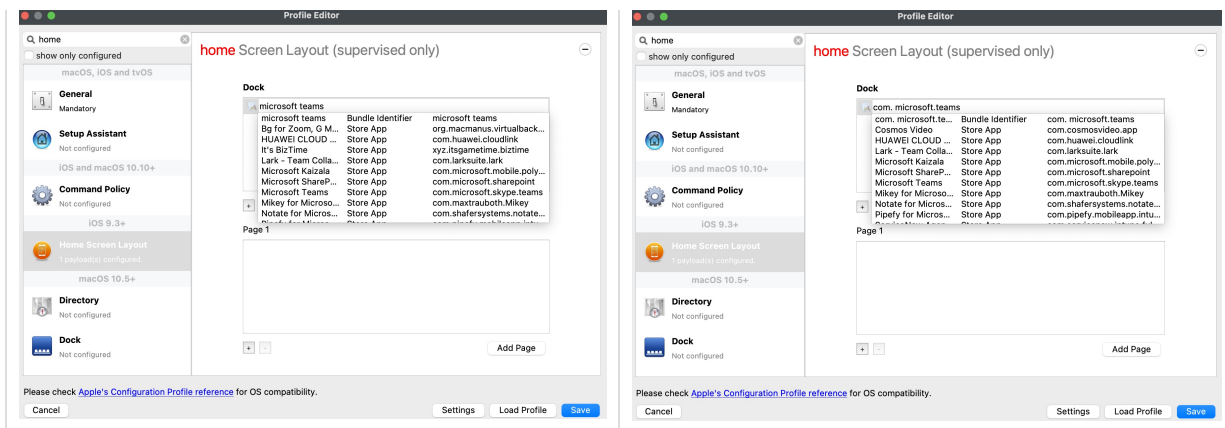 Profile Editor
home
show only configured
macOS, iOS and tvOS
General
Mandatory
Setup Assistant
Not configured
iOS and macOS 10.10+
Command Policy
Not configured
iOS 9.3+
Home Screen Layout
1 payload(s) configured.
macOS 10.5+
Directory
Not configured
Dock
Not configured
home Screen Layout (supervised only)
Dock
microsoft teams
microsoft teams Bundle Identifier microsoft teams
Bg for Zoom, G M... Store App org.macmanus.virtualback...
HUAWEI CLOUD ... Store App com.huawei.cloudlink
It's BizTime Store App xyz.itsgametime.biztime
Lark - Team Colla... Store App com.larksuite.lark
Microsoft Kaizala Store App com.microsoft.mobile.poly...
Microsoft ShareP... Store App com.microsoft.sharepoint
Microsoft Teams Store App com.microsoft.skype.teams
Mikey for Microso... Store App com.maxtrauboth.Mikey
Notate for Micros... Store App com.shafersystems.notate...
Pipefy for Micros... Store App com.pipefy.mobileapp.intu...
Page 1
Add Page
Please check Apple's Configuration Profile reference for OS compatibility.
Cancel Settings Load Profile Save
Profile Editor
home
show only configured
macOS, iOS and tvOS
General
Mandatory
Setup Assistant
Not configured
iOS and macOS 10.10+
Command Policy
Not configured
iOS 9.3+
Home Screen Layout
1 payload(s) configured.
macOS 10.5+
Directory
Not configured
Dock
Not configured
home Screen Layout (supervised only)
Dock
com. microsoft.teams
com. microsoft.te... Bundle Identifier com. microsoft.teams
Cosmos Video Store App com.cosmosvideo.app
HUAWEI CLOUD ... Store App com.huawei.cloudlink
Lark - Team Colla... Store App com.larksuite.lark
Microsoft Kaizala Store App com.microsoft.mobile.poly...
Microsoft ShareP... Store App com.microsoft.sharepoint
Microsoft Teams Store App com.microsoft.skype.teams
Mikey for Microso... Store App com.maxtrauboth.Mikey
Notate for Micros... Store App com.shafersystems.notate...
Pipefy for Micros... Store App com.pipefy.mobileapp.intu...
Page 1
Add Page
Please check Apple's Configuration Profile reference for OS compatibility.
Cancel Settings Load Profile Save